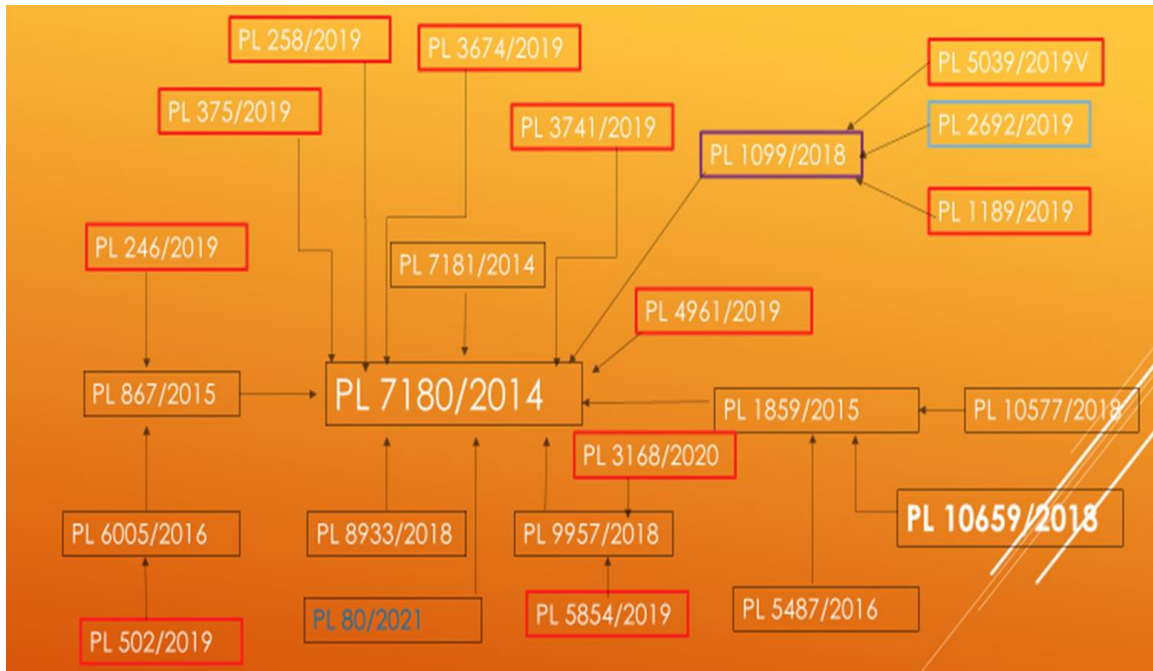 PL 258/2019
PL 3674/2019
PL 5039/2019V
PL 375/2019
PL 3741/2019
PL 2692/2019
PL 1099/2018
PL 1189/2019
PL 246/2019
PL 7181/2014
PL 4961/2019
PL 867/2015
PL 7180/2014
PL 1859/2015
PL 10577/2018
PL 3168/2020
PL 6005/2016
PL 8933/2018
PL 9957/2018
PL 10659/2018
PL 80/2021
PL 5854/2019
PL 5487/2016
PL 502/2019